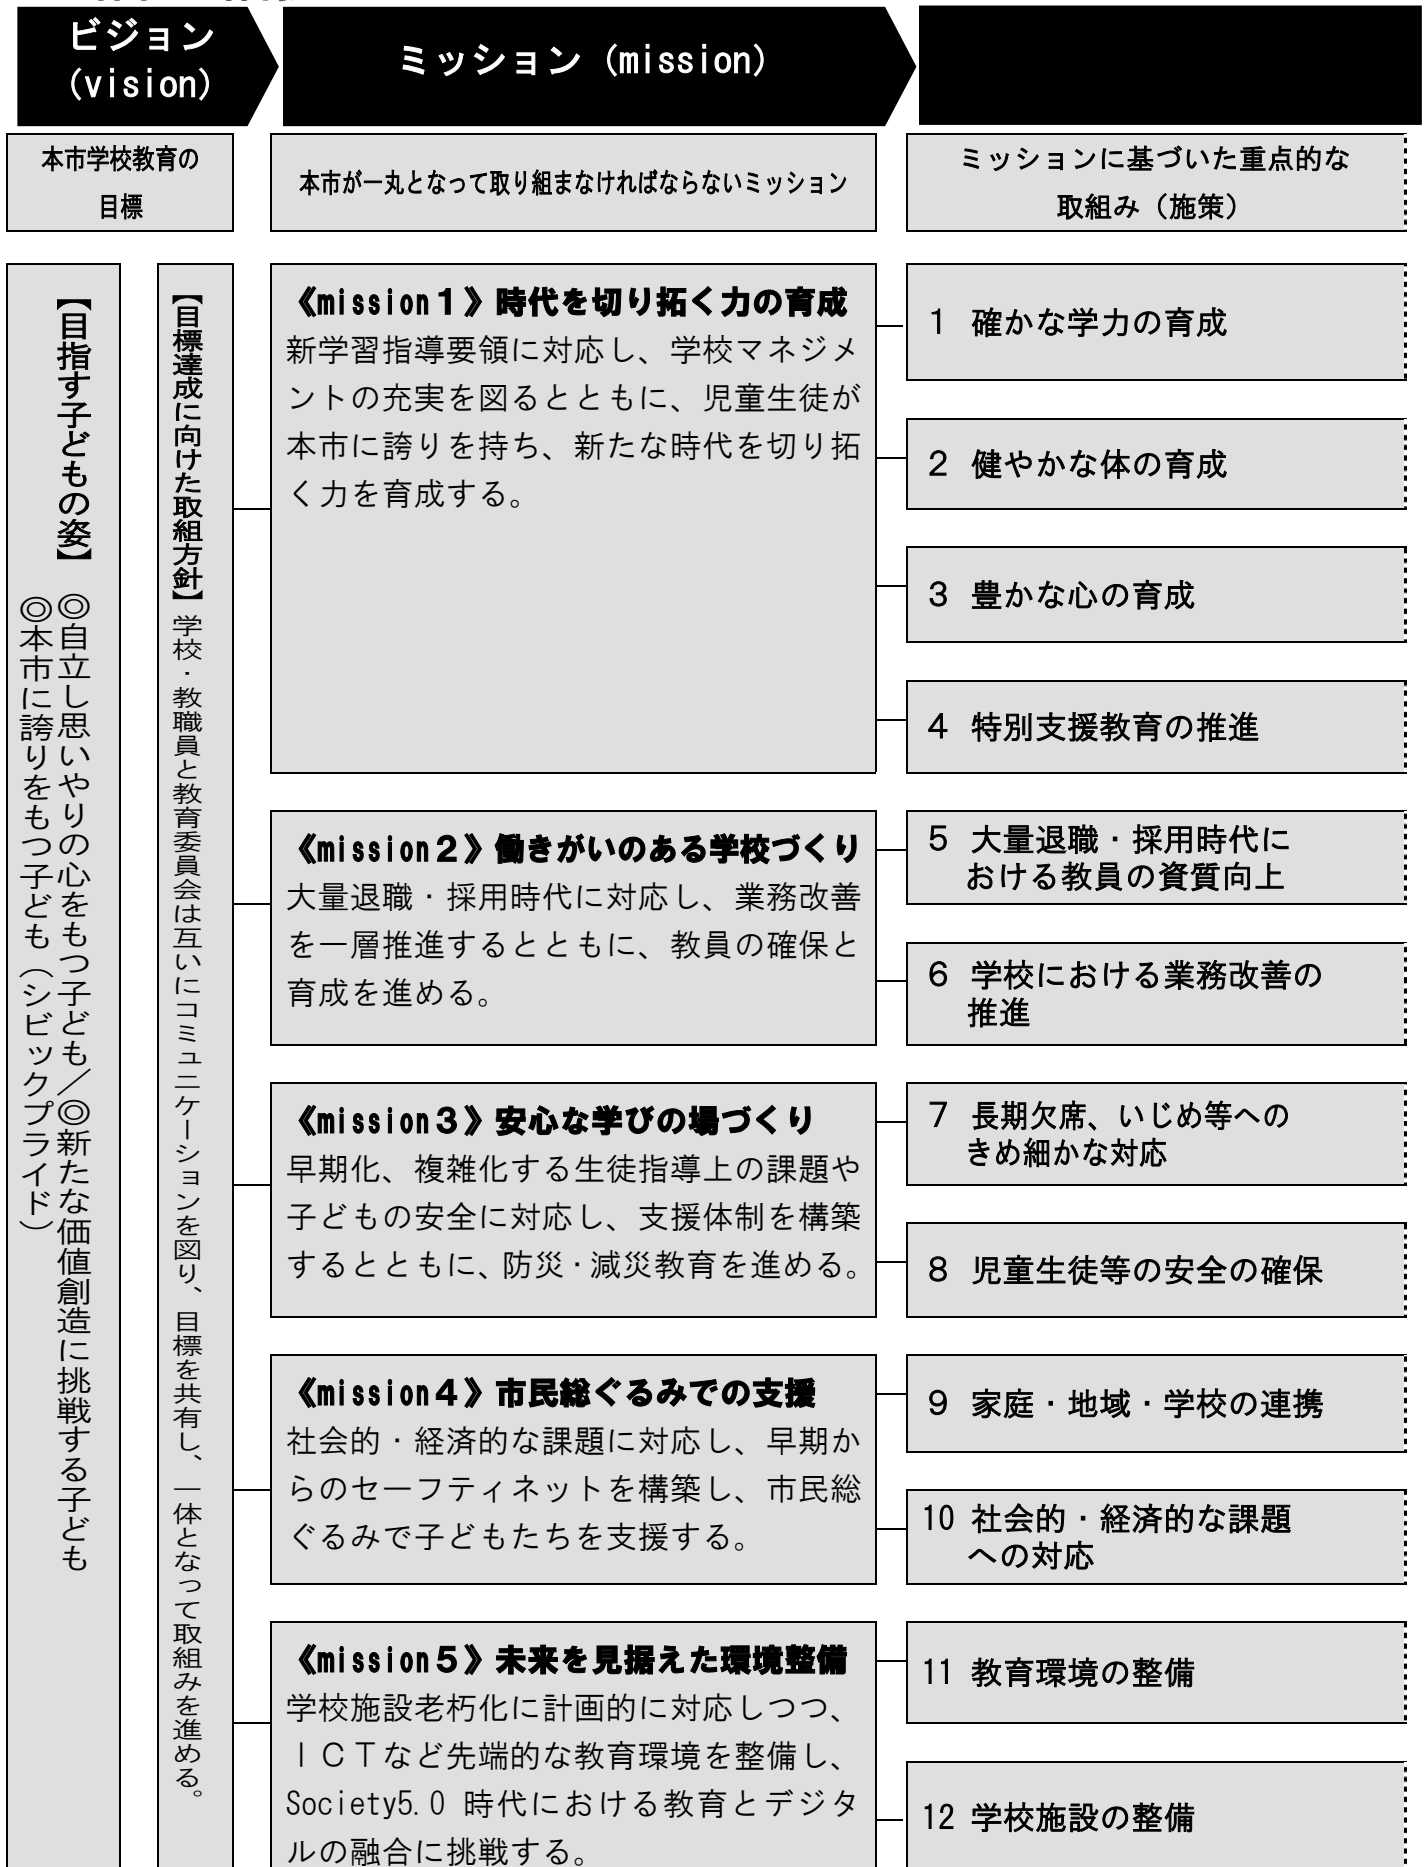 ビジョン
(vision)
ミッション (mission)
本市学校教育の
目標
本市が一丸となって取り組まなければならないミッション
ミッションに基づいた重点的な
取組み（施策）
【目指す子どもの姿】 ◎自立し思いやりの心をもつ子ども／◎新たな価値創造に挑戦する子ども
◎本市に誇りをもつ子ども（シビックプライド）
【目標達成に向けた取組方針】学校・教職員と教育委員会は互いにコミュニケーションを図り、目標を共有し、一体となって取組みを進める。
《mission１》時代を切り拓く力の育成
新学習指導要領に対応し、学校マネジメ
ントの充実を図るとともに、児童生徒が
本市に誇りを持ち、新たな時代を切り拓
く力を育成する。
1 確かな学力の育成
2 健やかな体の育成
3 豊かな心の育成
4 特別支援教育の推進
《mission２》働きがいのある学校づくり
大量退職・採用時代に対応し、業務改善
を一層推進するとともに、教員の確保と
育成を進める。
5 大量退職・採用時代に
おける教員の資質向上
6 学校における業務改善の
推進
《mission３》安心な学びの場づくり
早期化、複雑化する生徒指導上の課題や
子どもの安全に対応し、支援体制を構築
するとともに、防災・減災教育を進める。
7 長期欠席、いじめ等への
きめ細かな対応
8 児童生徒等の安全の確保
《mission４》市民総ぐるみでの支援
社会的・経済的な課題に対応し、早期か
らのセーフティネットを構築し、市民総
ぐるみで子どもたちを支援する。
9 家庭・地域・学校の連携
10 社会的・経済的な課題
への対応
《mission５》未来を見据えた環境整備
学校施設老朽化に計画的に対応しつつ、
ＩＣＴなど先端的な教育環境を整備し、
Society5.0 時代における教育とデジタ
ルの融合に挑戦する。
11 教育環境の整備
12 学校施設の整備